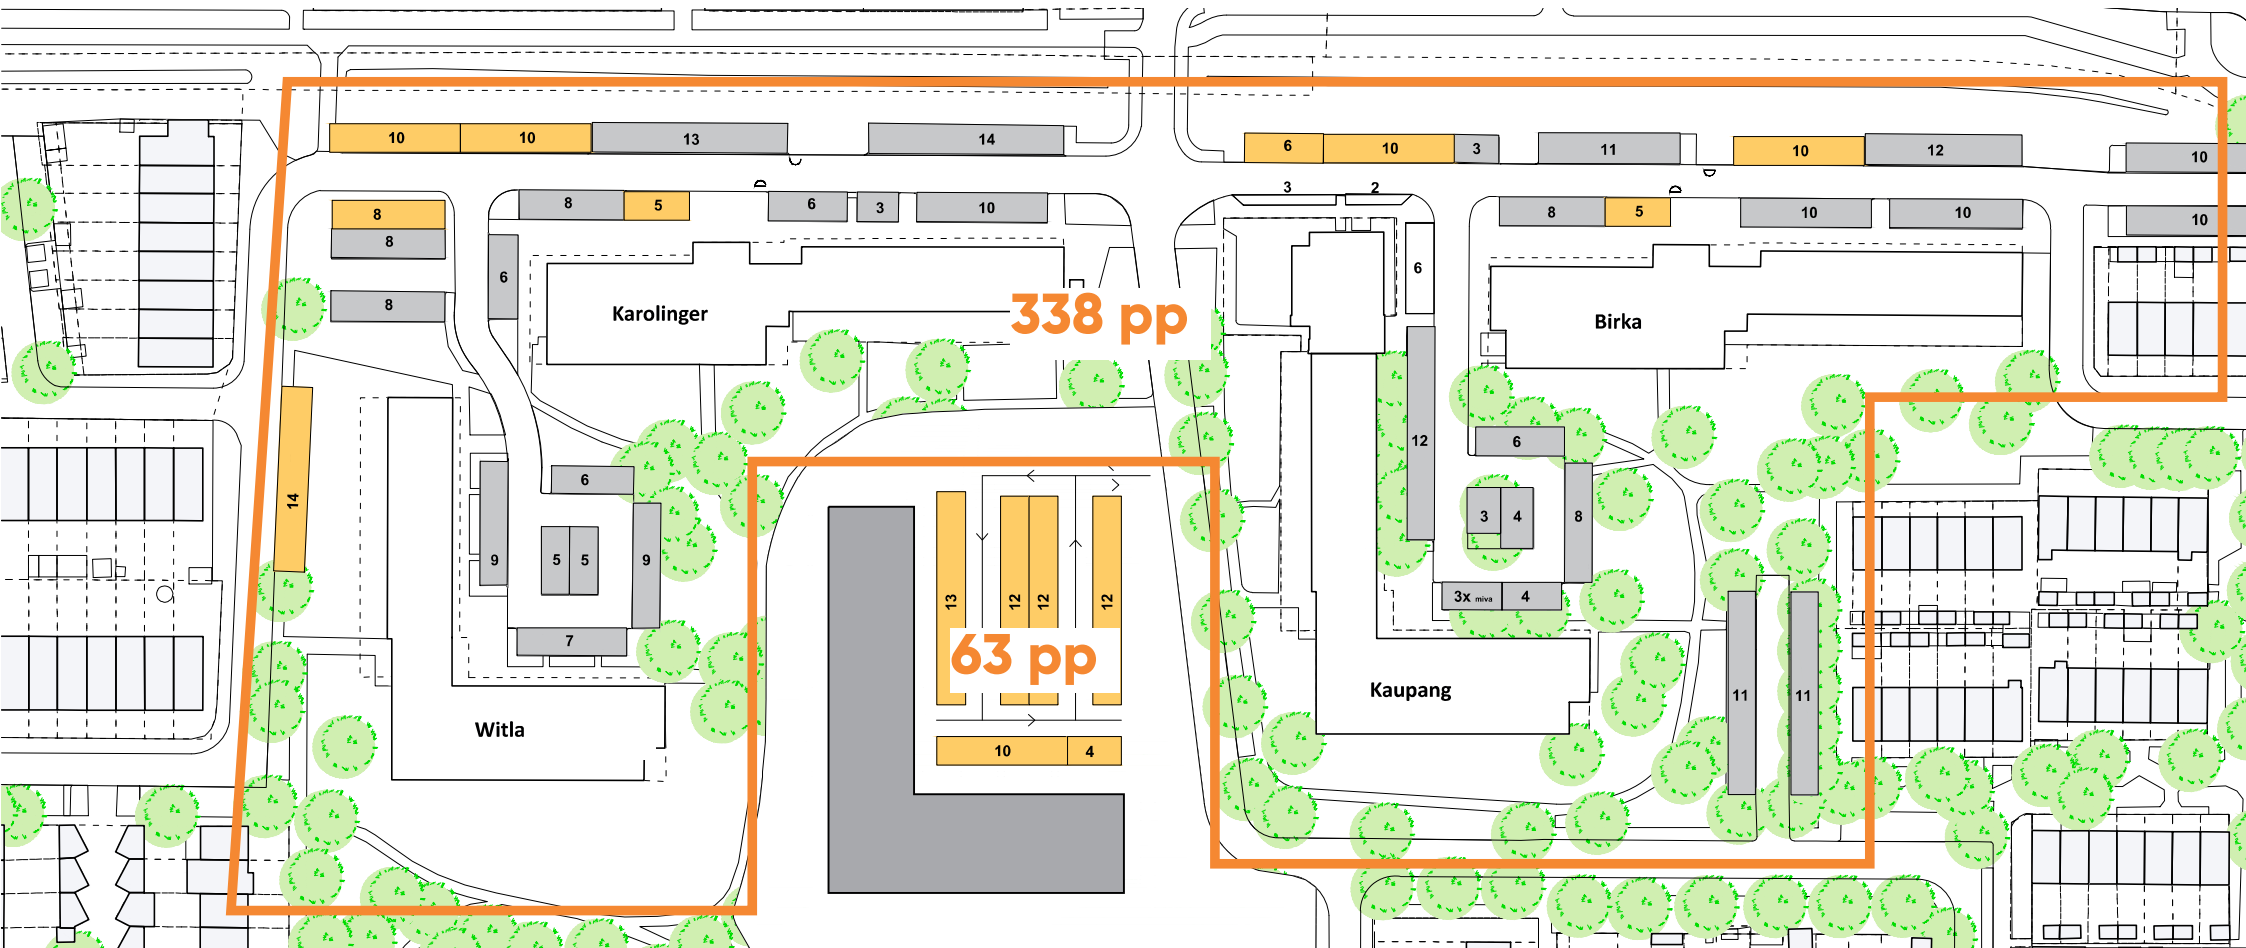 10 10 13 14
6 10 3 11 10 12 10
3 2
8 8 5 6 3 10 8 5 10 10 10
8
6 6
8
Karolinger 338 pp Birka
12 6
14 9 6 9 5 5
3 4 8
13 12 12 12
3x miva 4
7
63 pp
Kaupang 11 11
Witla
10 4